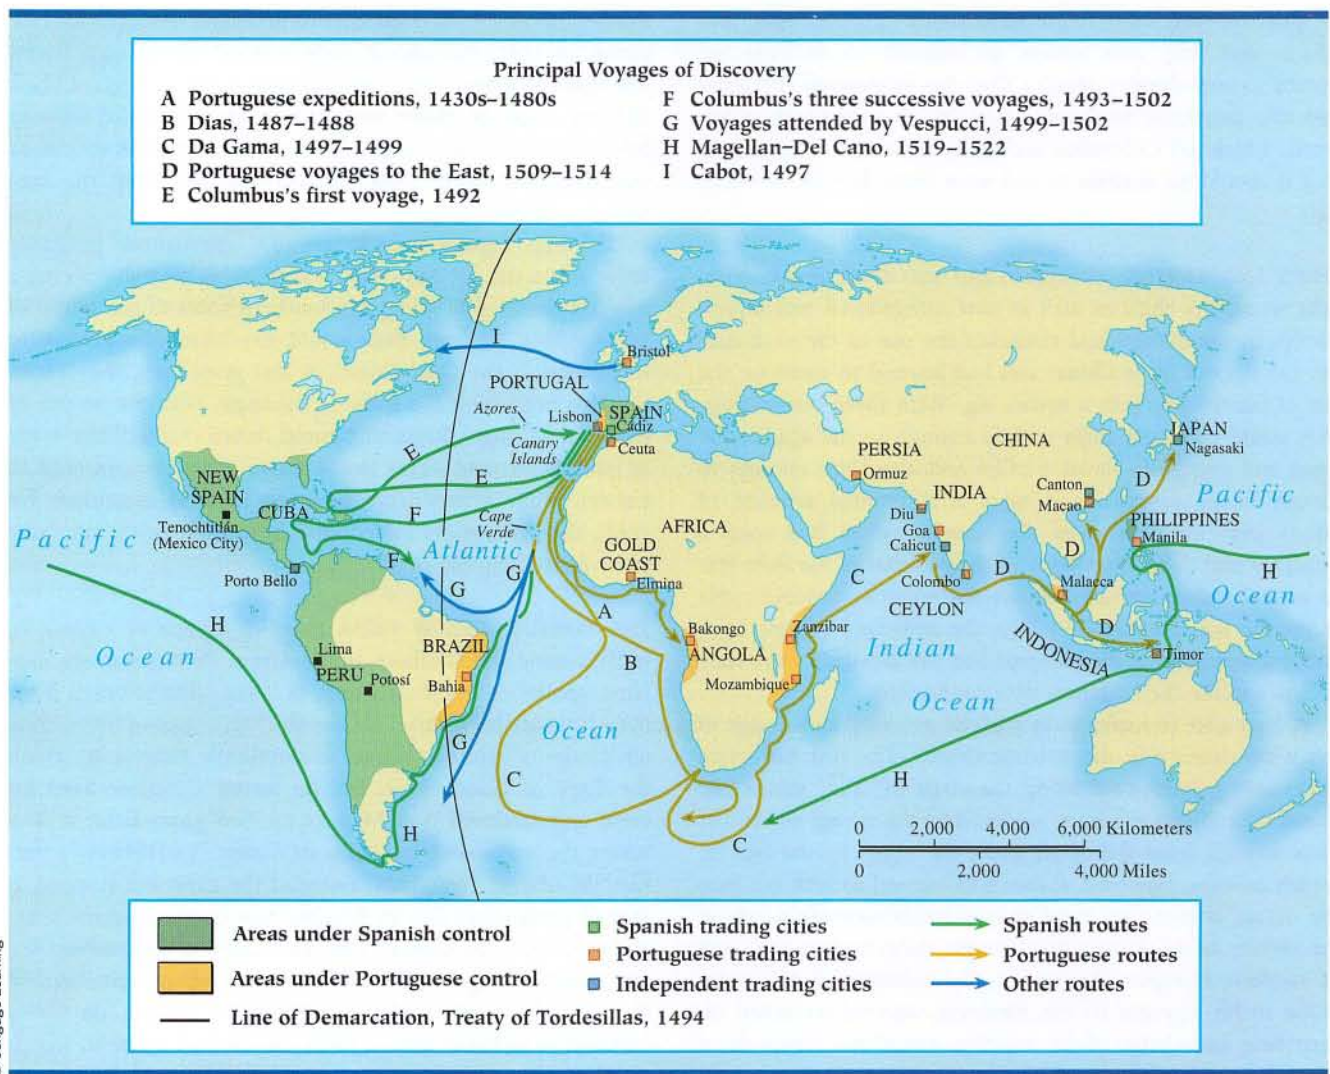 Principal Voyages of Discovery
A Portuguese expeditions, 1430s–1480s
B Dias, 1487–1488
C Da Gama, 1497–1499
D Portuguese voyages to the East, 1509–1514
E Columbus's first voyage, 1492
F Columbus's three successive voyages, 1493–1502
G Voyages attended by Vespucci, 1499–1502
H Magellan–Del Cano, 1519–1522
I Cabot, 1497
I
Bristol
PORTUGAL
Azores
Lisbon
SPAIN
Cádiz
Ceuta
Canary
Islands
E
E
F
NEW
SPAIN
CUBA
Tenochtitlán
(Mexico City)
Porto Bello
Pacific
Ocean
H
Cape
Verde
Atlantic
Ocean
F
G
G
AFRICA
GOLD
COAST
Elmina
A
B
PERSIA
Ormuz
CHINA
JAPAN
Nagasaki
INDIA
Diu
Goa
Calicut
Canton
Macao
D
Pacific
Ocean
PHILIPPINES
Manila
H
Colombo
CEYLON
D
D
Malacca
D
INDONESIA
Timor
C
Bakongo
ANGOLA
Zanzibar
Mozambique
Indian
Ocean
Lima
PERU
Potosí
BRAZIL
Bahia
G
C
H
H
C
0 2,000 4,000 6,000 Kilometers
0 2,000 4,000 Miles
Areas under Spanish control
Areas under Portuguese control
Line of Demarcation, Treaty of Tordesillas, 1494
Spanish trading cities
Portuguese trading cities
Independent trading cities
Spanish routes
Portuguese routes
Other routes